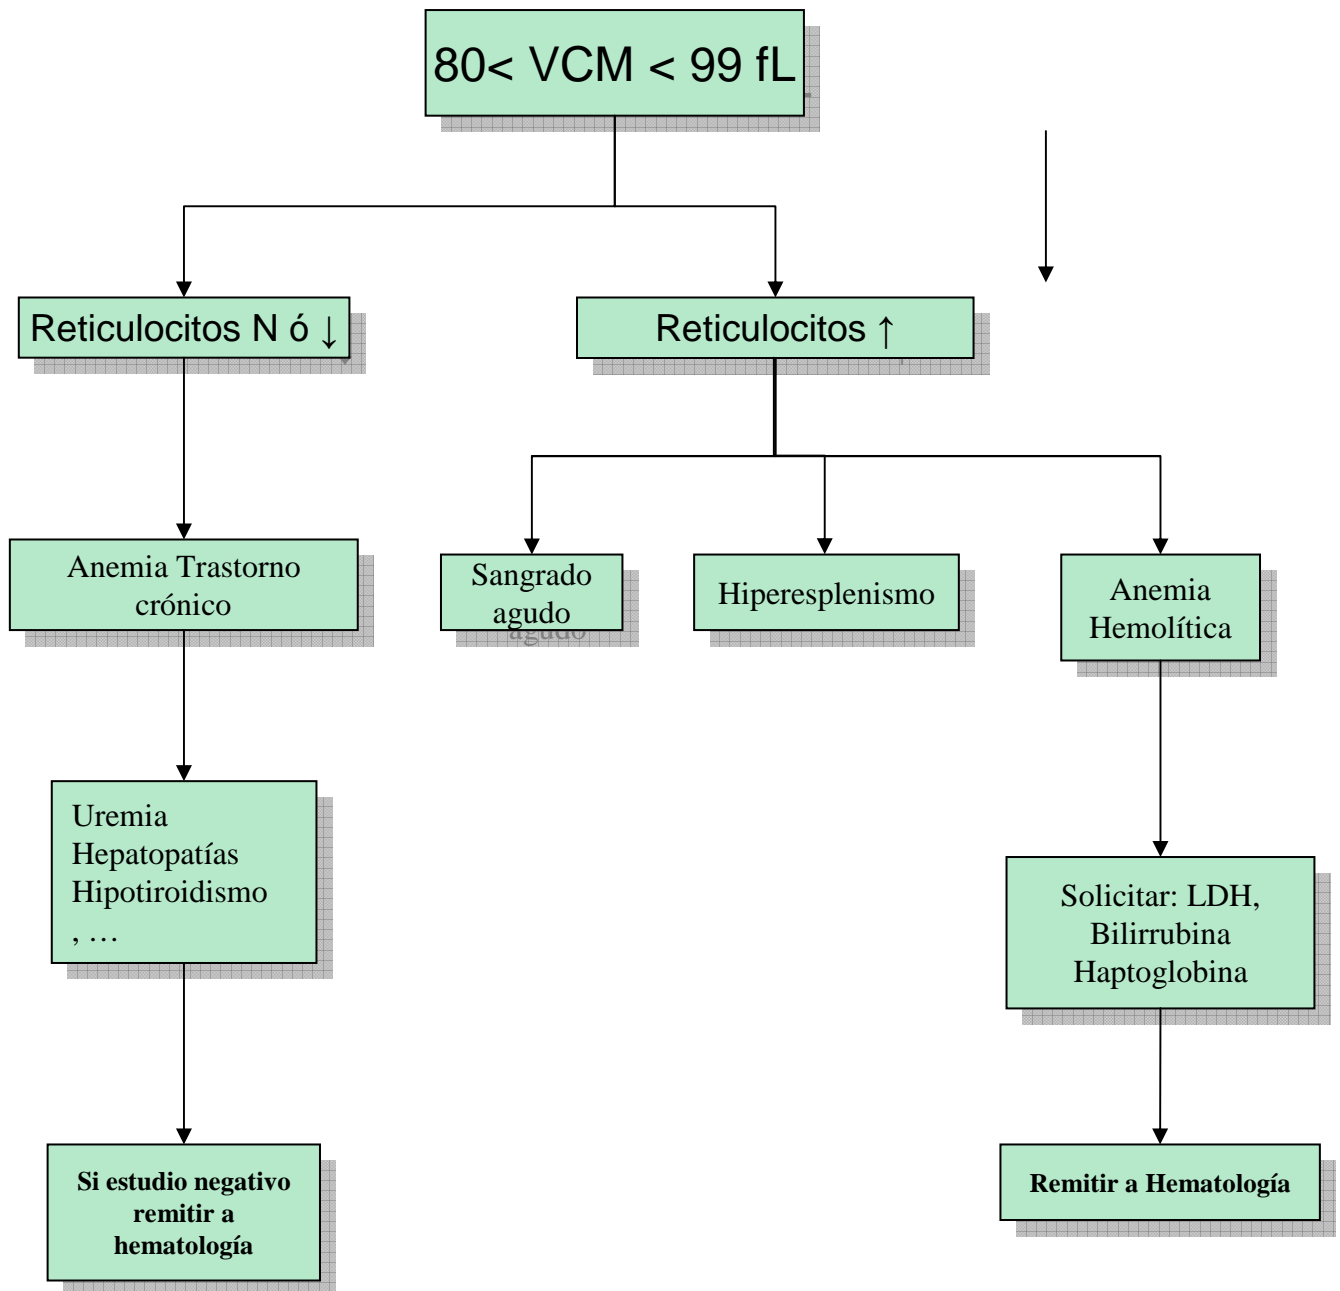 80< VCM < 99 fL
Reticulocitos N ó ↓
Reticulocitos ↑
Anemia Trastorno
crónico
Sangrado
agudo
Hiperesplenismo
Anemia
Hemolítica
Uremia
Hepatopatías
Hipotiroidismo
, …
Solicitar: LDH,
Bilirrubina
Haptoglobina
Si estudio negativo
remitir a
hematología
Remitir a Hematología